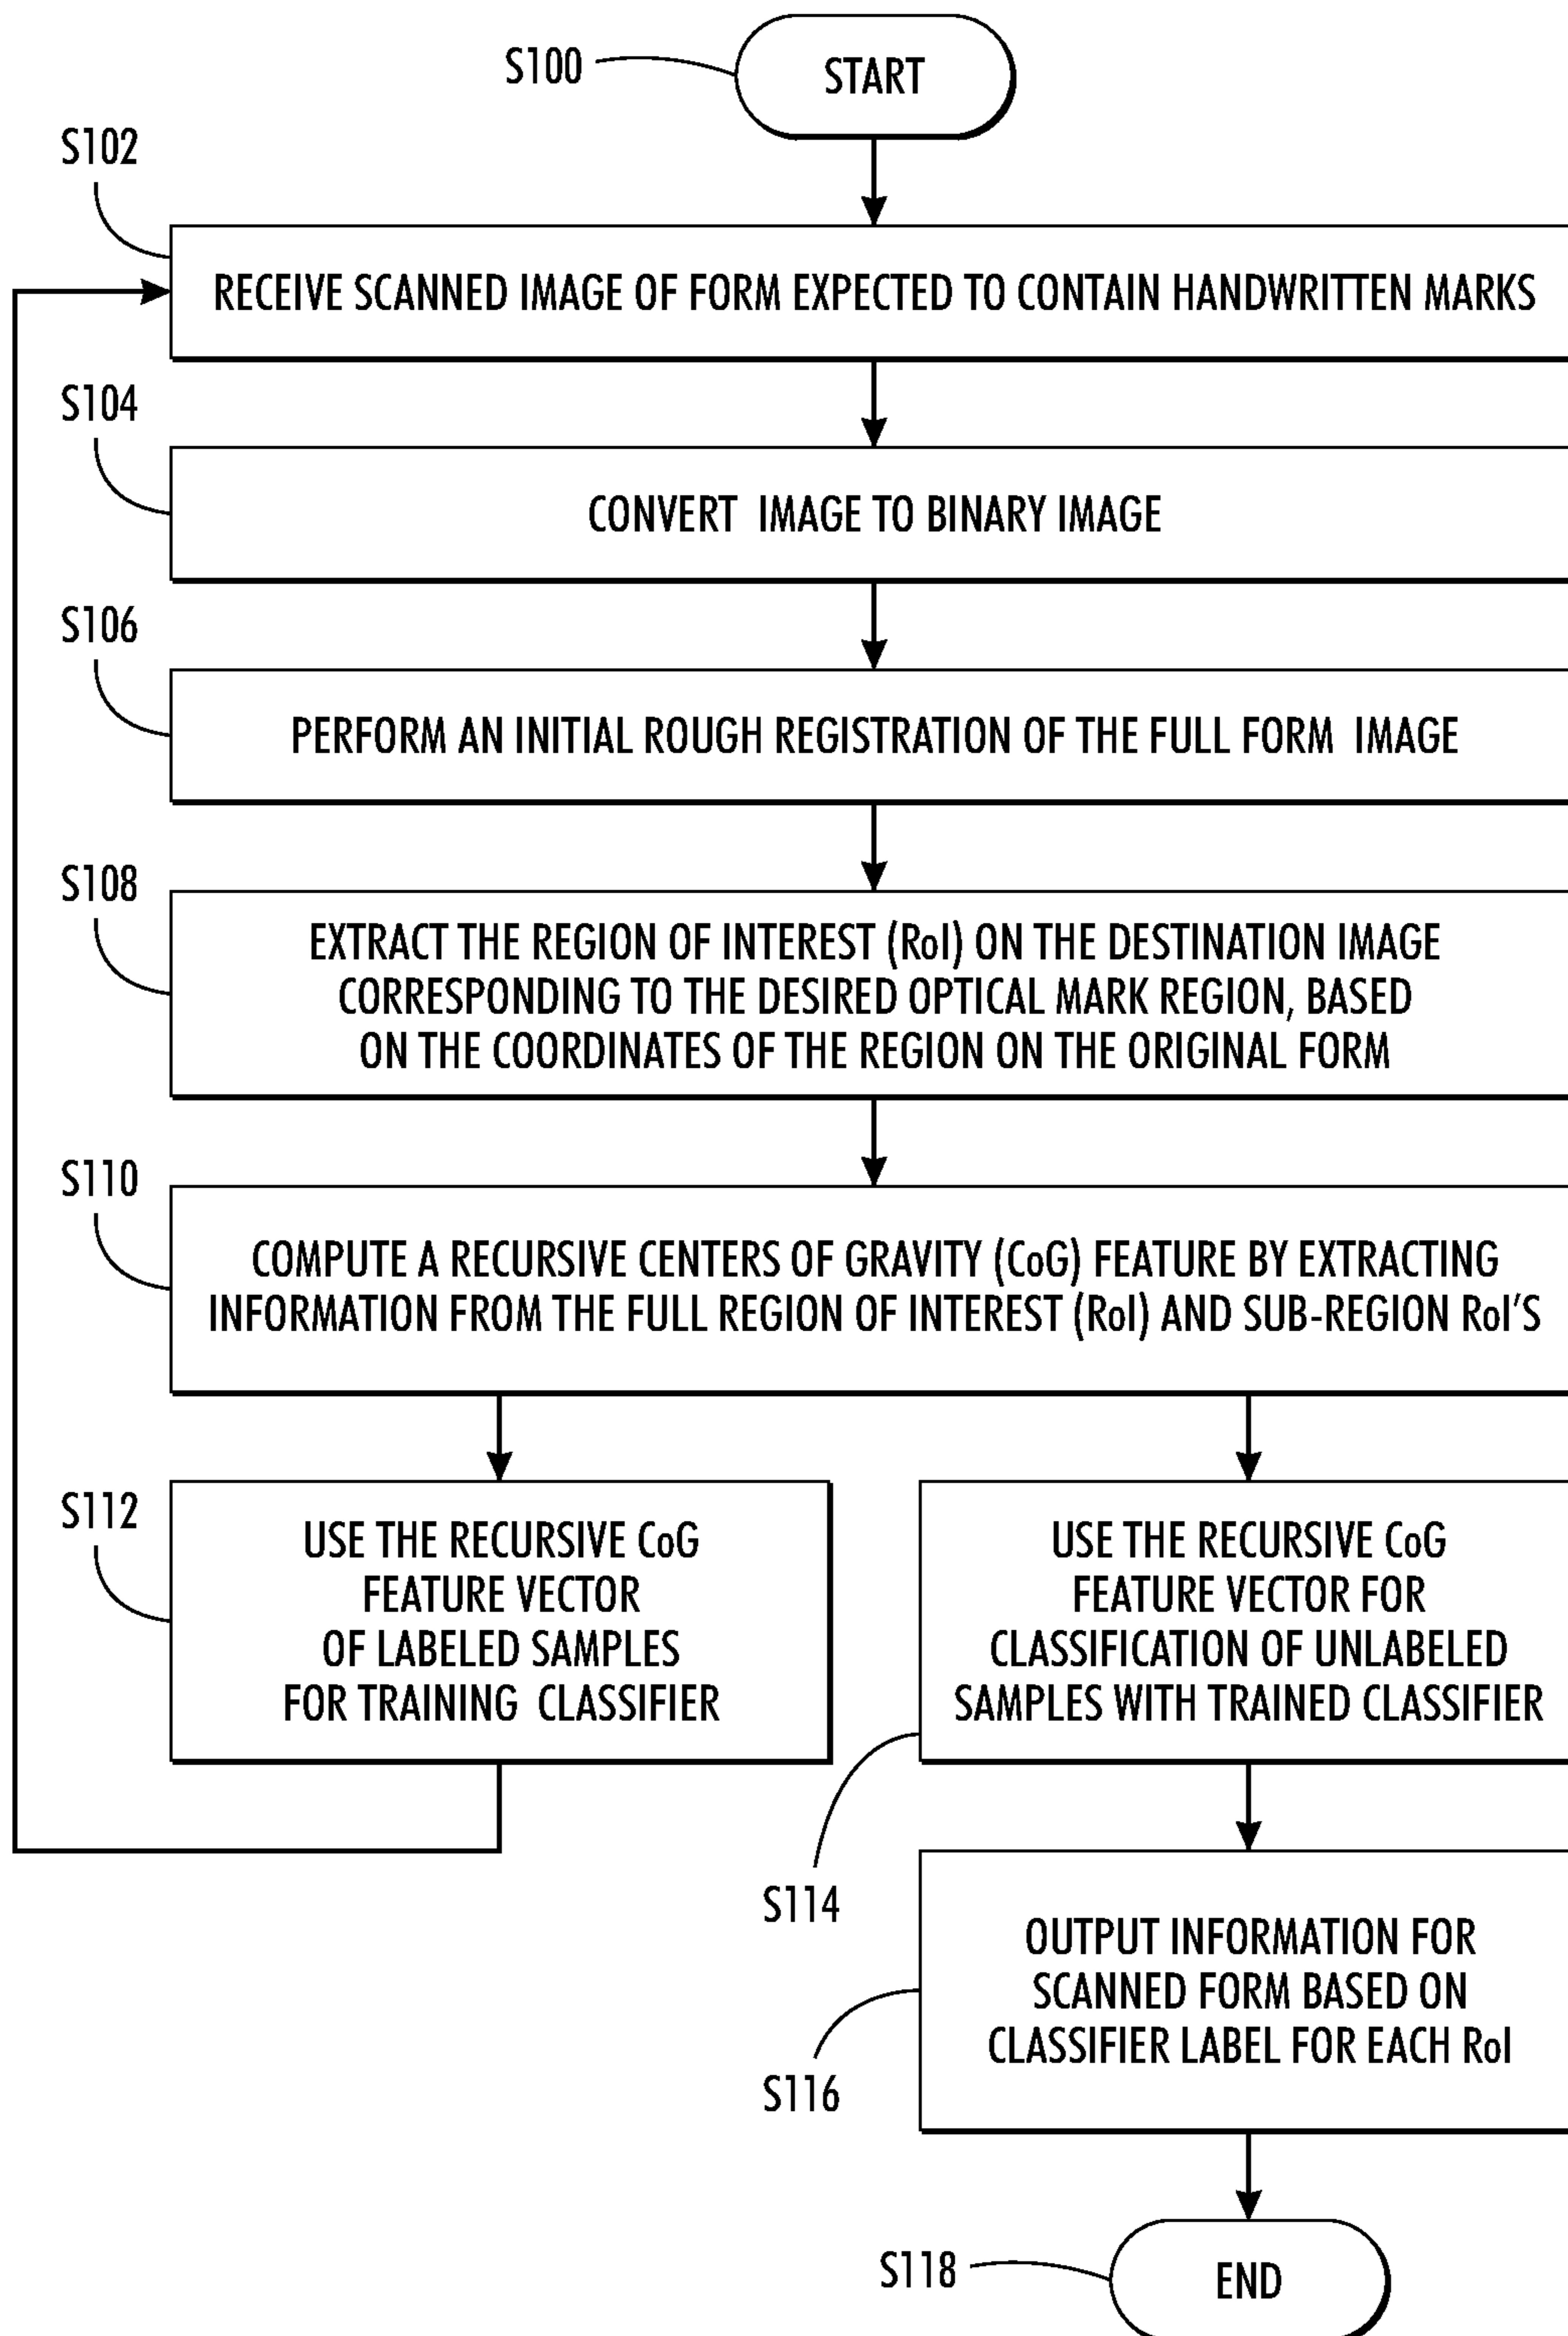 S100
START
S102
RECEIVE SCANNED IMAGE OF FORM EXPECTED TO CONTAIN HANDWRITTEN MARKS
S104
CONVERT IMAGE TO BINARY IMAGE
S106
PERFORM AN INITIAL ROUGH REGISTRATION OF THE FULL FORM IMAGE
S108
EXTRACT THE REGION OF INTEREST (RoI) ON THE DESTINATION IMAGE
CORRESPONDING TO THE DESIRED OPTICAL MARK REGION, BASED
ON THE COORDINATES OF THE REGION ON THE ORIGINAL FORM
S110
COMPUTE A RECURSIVE CENTERS OF GRAVITY (CoG) FEATURE BY EXTRACTING
INFORMATION FROM THE FULL REGION OF INTEREST (RoI) AND SUB-REGION RoI'S
S112
USE THE RECURSIVE CoG
FEATURE VECTOR
OF LABELED SAMPLES
FOR TRAINING CLASSIFIER
USE THE RECURSIVE CoG
FEATURE VECTOR FOR
CLASSIFICATION OF UNLABELED
SAMPLES WITH TRAINED CLASSIFIER
S114
OUTPUT INFORMATION FOR
SCANNED FORM BASED ON
CLASSIFIER LABEL FOR EACH RoI
S116
S118
END